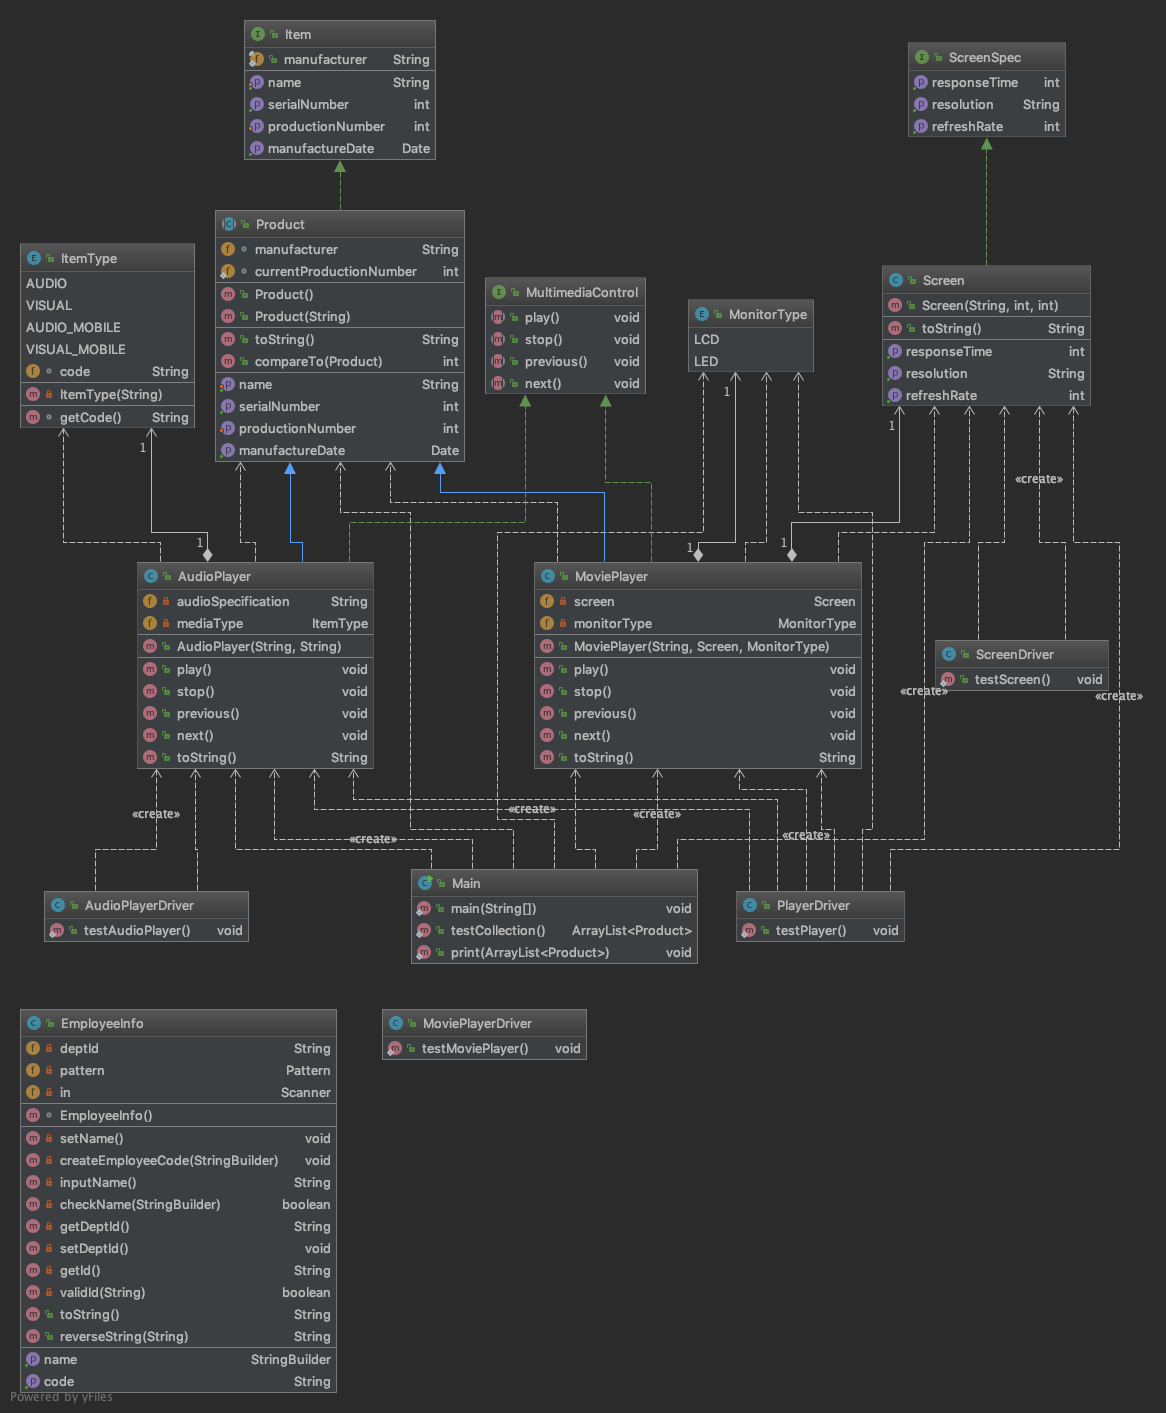 Item
manufacturer String
name String
serialNumber int
productionNumber int
manufactureDate Date
ScreenSpec
responseTime int
resolution String
refreshRate int
Product
manufacturer String
currentProductionNumber int
Product()
Product(String)
toString() String
compareTo(Product) int
name String
serialNumber int
productionNumber int
manufactureDate Date
ItemType
AUDIO
VISUAL
AUDIO_MOBILE
VISUAL_MOBILE
code String
ItemType(String)
getCode() String
MultimediaControl
play() void
stop() void
previous() void
next() void
MonitorType
LCD
LED
Screen
Screen(String, int, int)
toString() String
responseTime int
resolution String
refreshRate int
1
1
1
«create»
1
1
1
AudioPlayer
audioSpecification String
mediaType ItemType
AudioPlayer(String, String)
play() void
stop() void
previous() void
next() void
toString() String
MoviePlayer
screen Screen
monitorType MonitorType
MoviePlayer(String, Screen, MonitorType)
play() void
stop() void
previous() void
next() void
toString() String
ScreenDriver
testScreen() void
«create»
«create»
«create»
«create»
«create»
«create»
«create»
AudioPlayerDriver
testAudioPlayer() void
Main
main(String[]) void
testCollection() ArrayList<Product>
print(ArrayList<Product>) void
PlayerDriver
testPlayer() void
EmployeeInfo
deptId String
pattern Pattern
in Scanner
EmployeeInfo()
setName() void
createEmployeeCode(StringBuilder) void
inputName() String
checkName(StringBuilder) boolean
getDeptId() String
setDeptId() void
getId() String
validId(String) boolean
toString() String
reverseString(String) String
name StringBuilder
code String
MoviePlayerDriver
testMoviePlayer() void
Powered by yFiles